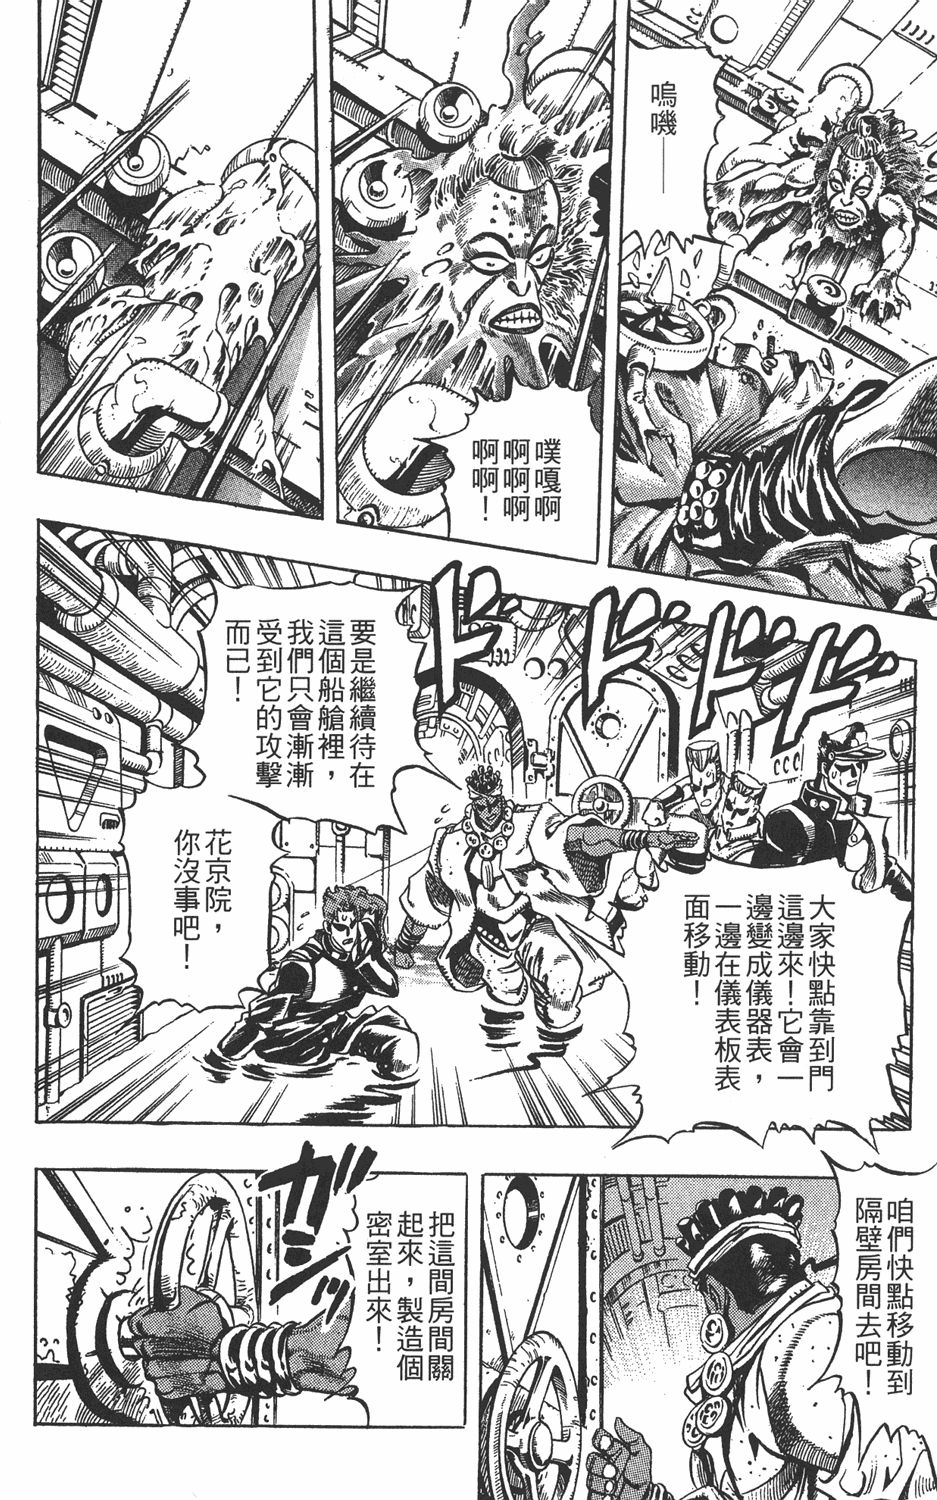 嗚嘰——
噗嘎啊
啊啊啊
啊啊！
ドドドド
大家快點靠到門
這邊來！它會一
邊變成儀器表，
一邊在儀表板表
面移動！
要是繼續待在
這個船艙裡，
我們只會漸漸
受到它的攻擊
而已！
花京院，
你沒事吧！
咱們快點移動到
隔壁房間去吧！
把這間房間關
起來，製造個
密室出來！
ガシッ